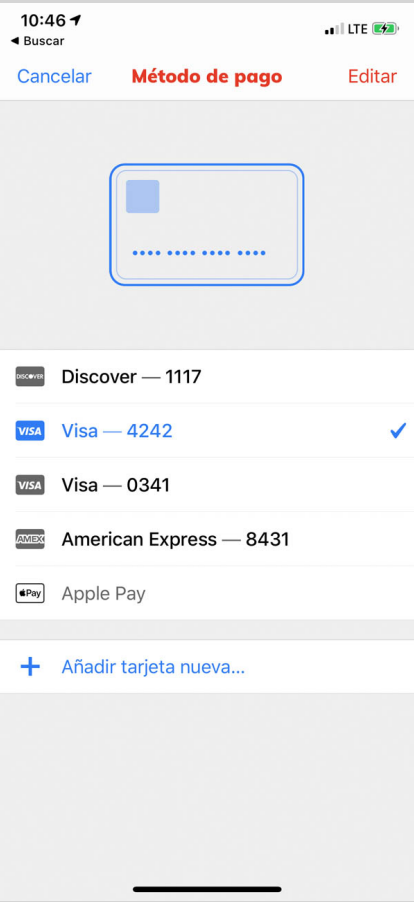 10:46
LTE
Buscar
Cancelar Método de pago Editar
DISCOVER Discover — 1117
VISA Visa — 4242
VISA Visa — 0341
AMEX American Express — 8431
Pay Apple Pay
+ Añadir tarjeta nueva...